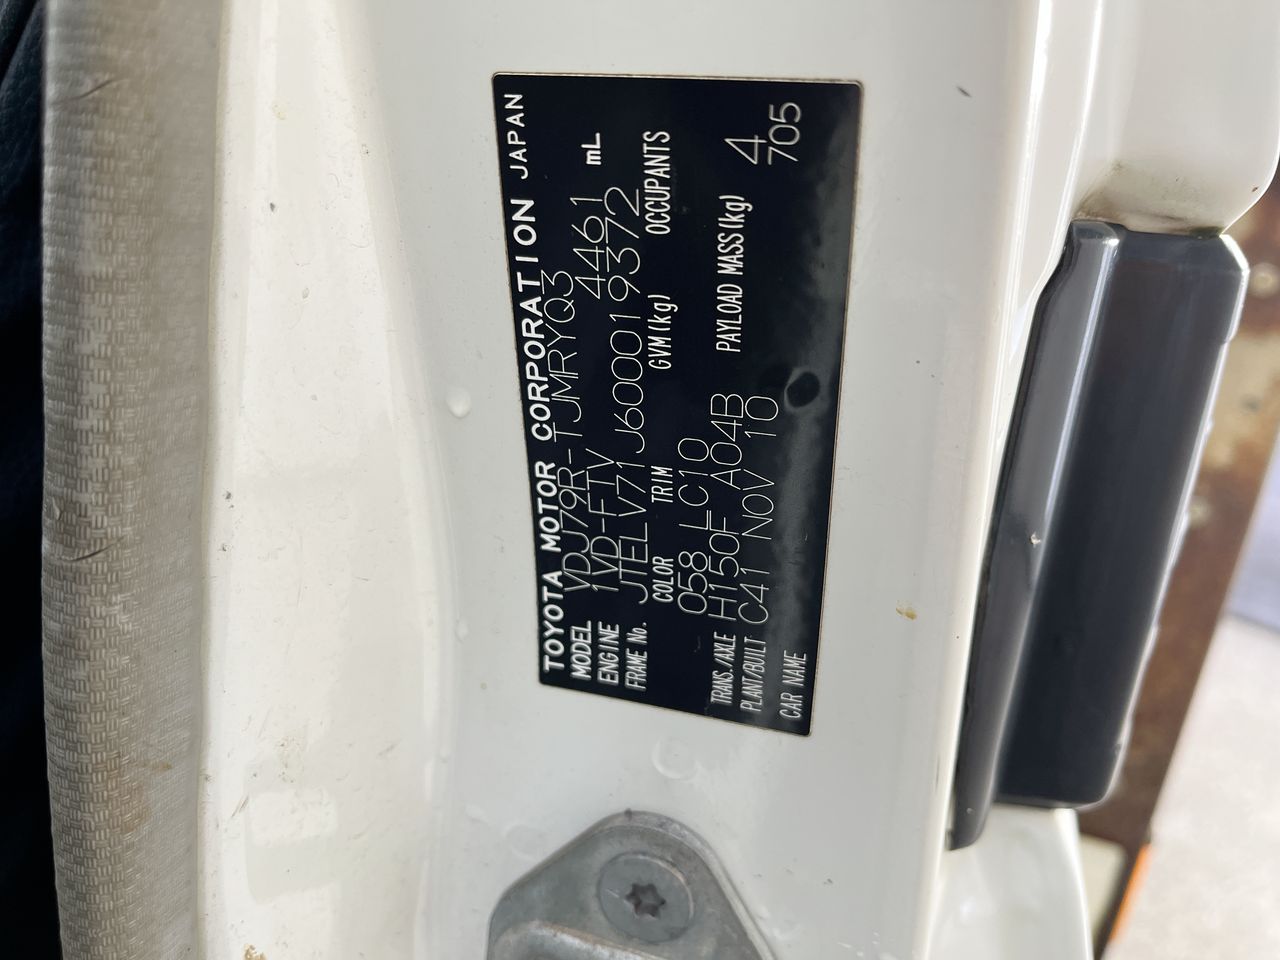 TOYOTA MOTOR CORPORATION JAPAN
MODEL VDJ79R-TJMRYQ3
ENGINE 1VD-FTV 4461 mL
FRAME No. JTELV71J600019372
COLOR TRIM GVM(kg) OCCUPANTS
058 LC10 4
TRANS./AXLE H150F A04B PAYLOAD MASS(kg) 705
PLANT/BUILT C41 NOV 10
CAR NAME